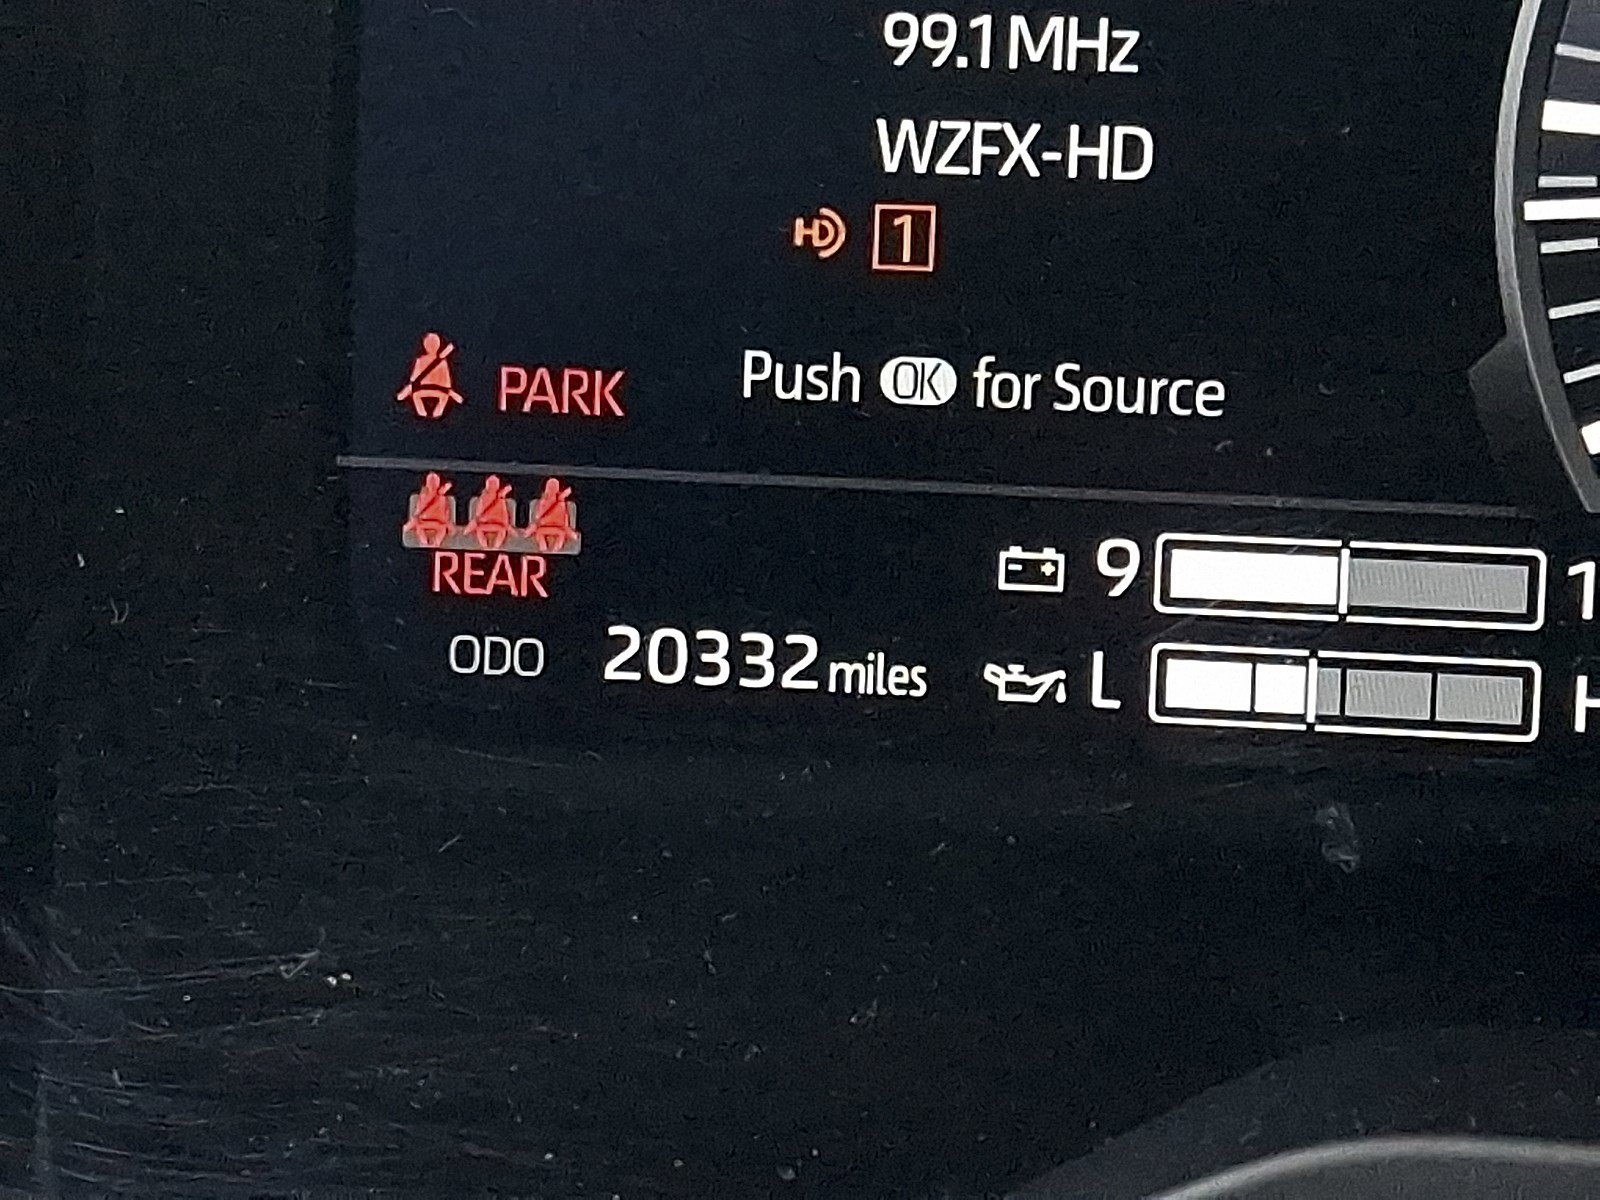 99.1 MHz
WZFX-HD
HD 1
PARK
Push OK for Source
REAR
9
ODO 20332 miles
L